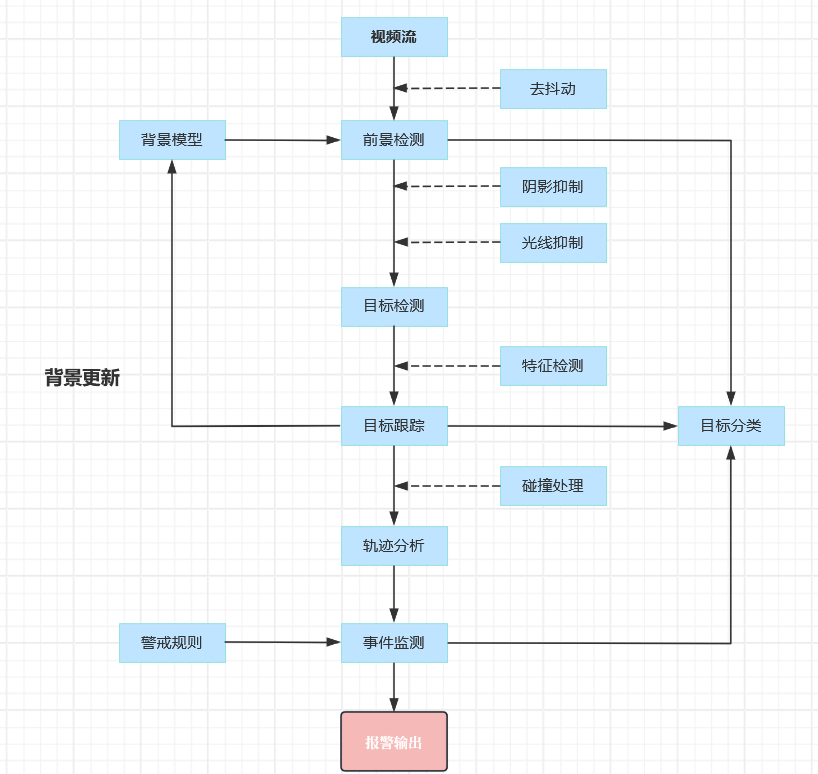 视频流
去抖动
背景模型
前景检测
阴影抑制
光线抑制
目标检测
特征检测
背景更新
目标跟踪
目标分类
碰撞处理
轨迹分析
警戒规则
事件监测
报警输出